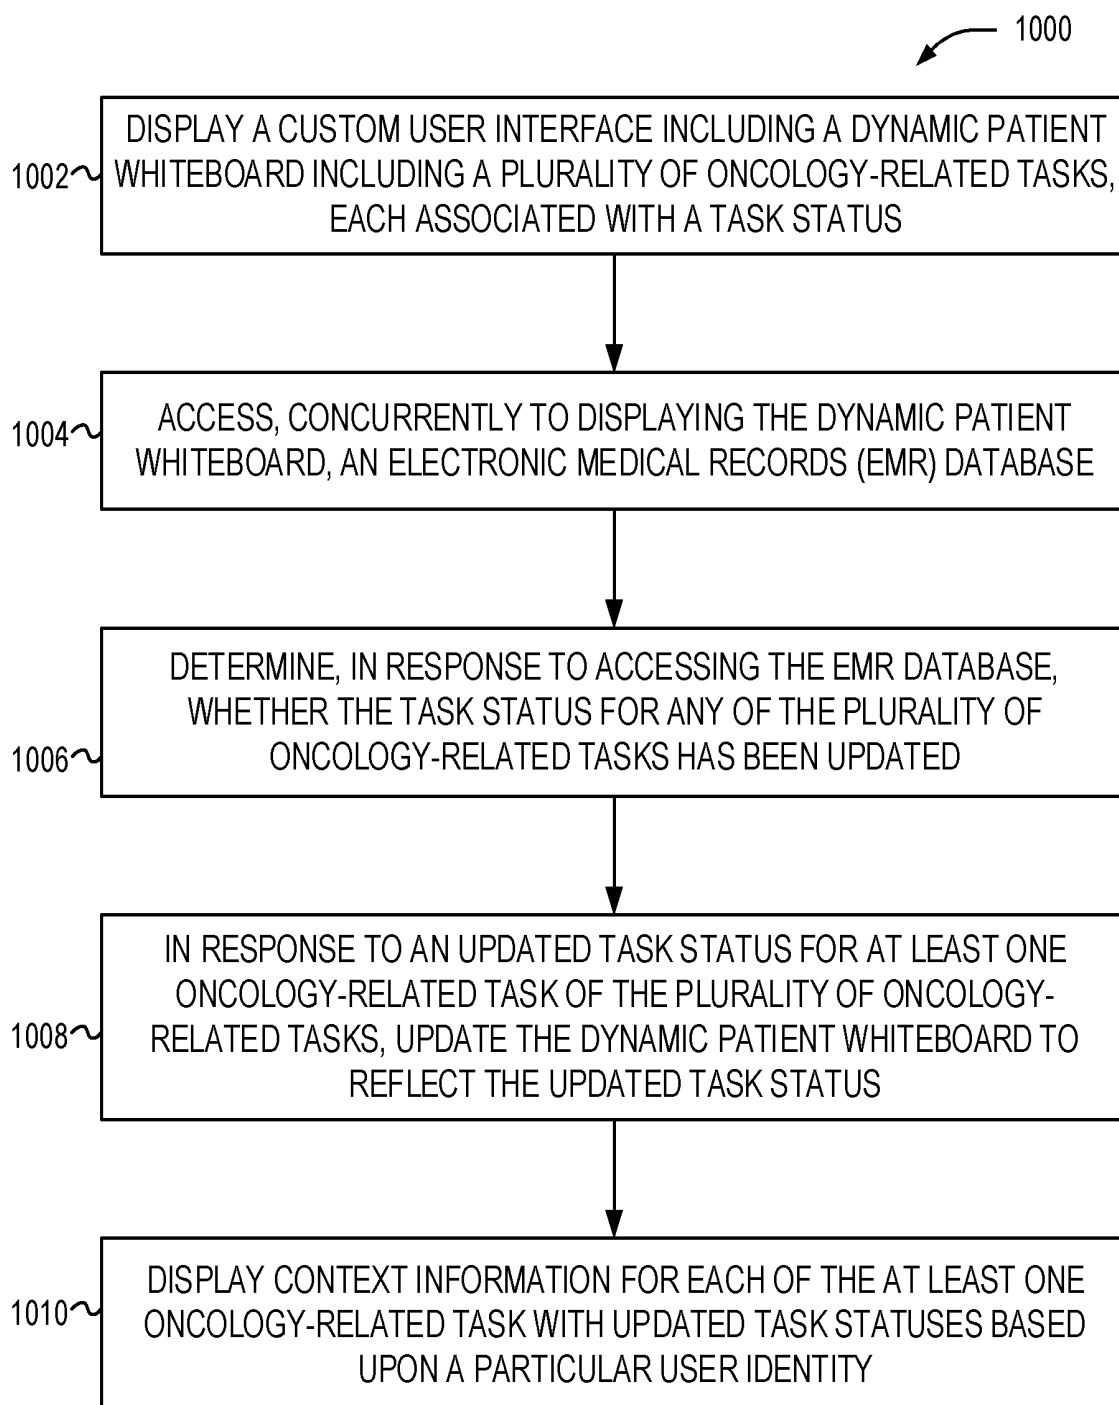 1000
DISPLAY A CUSTOM USER INTERFACE INCLUDING A DYNAMIC PATIENT
1002
WHITEBOARD INCLUDING A PLURALITY OF ONCOLOGY-RELATED TASKS,
EACH ASSOCIATED WITH A TASK STATUS
ACCESS, CONCURRENTLY TO DISPLAYING THE DYNAMIC PATIENT
1004
WHITEBOARD, AN ELECTRONIC MEDICAL RECORDS (EMR) DATABASE
DETERMINE, IN RESPONSE TO ACCESSING THE EMR DATABASE,
WHETHER THE TASK STATUS FOR ANY OF THE PLURALITY OF
1006
ONCOLOGY-RELATED TASKS HAS BEEN UPDATED
IN RESPONSE TO AN UPDATED TASK STATUS FOR AT LEAST ONE
ONCOLOGY-RELATED TASK OF THE PLURALITY OF ONCOLOGY-
1008
RELATED TASKS, UPDATE THE DYNAMIC PATIENT WHITEBOARD TO
REFLECT THE UPDATED TASK STATUS
DISPLAY CONTEXT INFORMATION FOR EACH OF THE AT LEAST ONE
1010
ONCOLOGY-RELATED TASK WITH UPDATED TASK STATUSES BASED
UPON A PARTICULAR USER IDENTITY